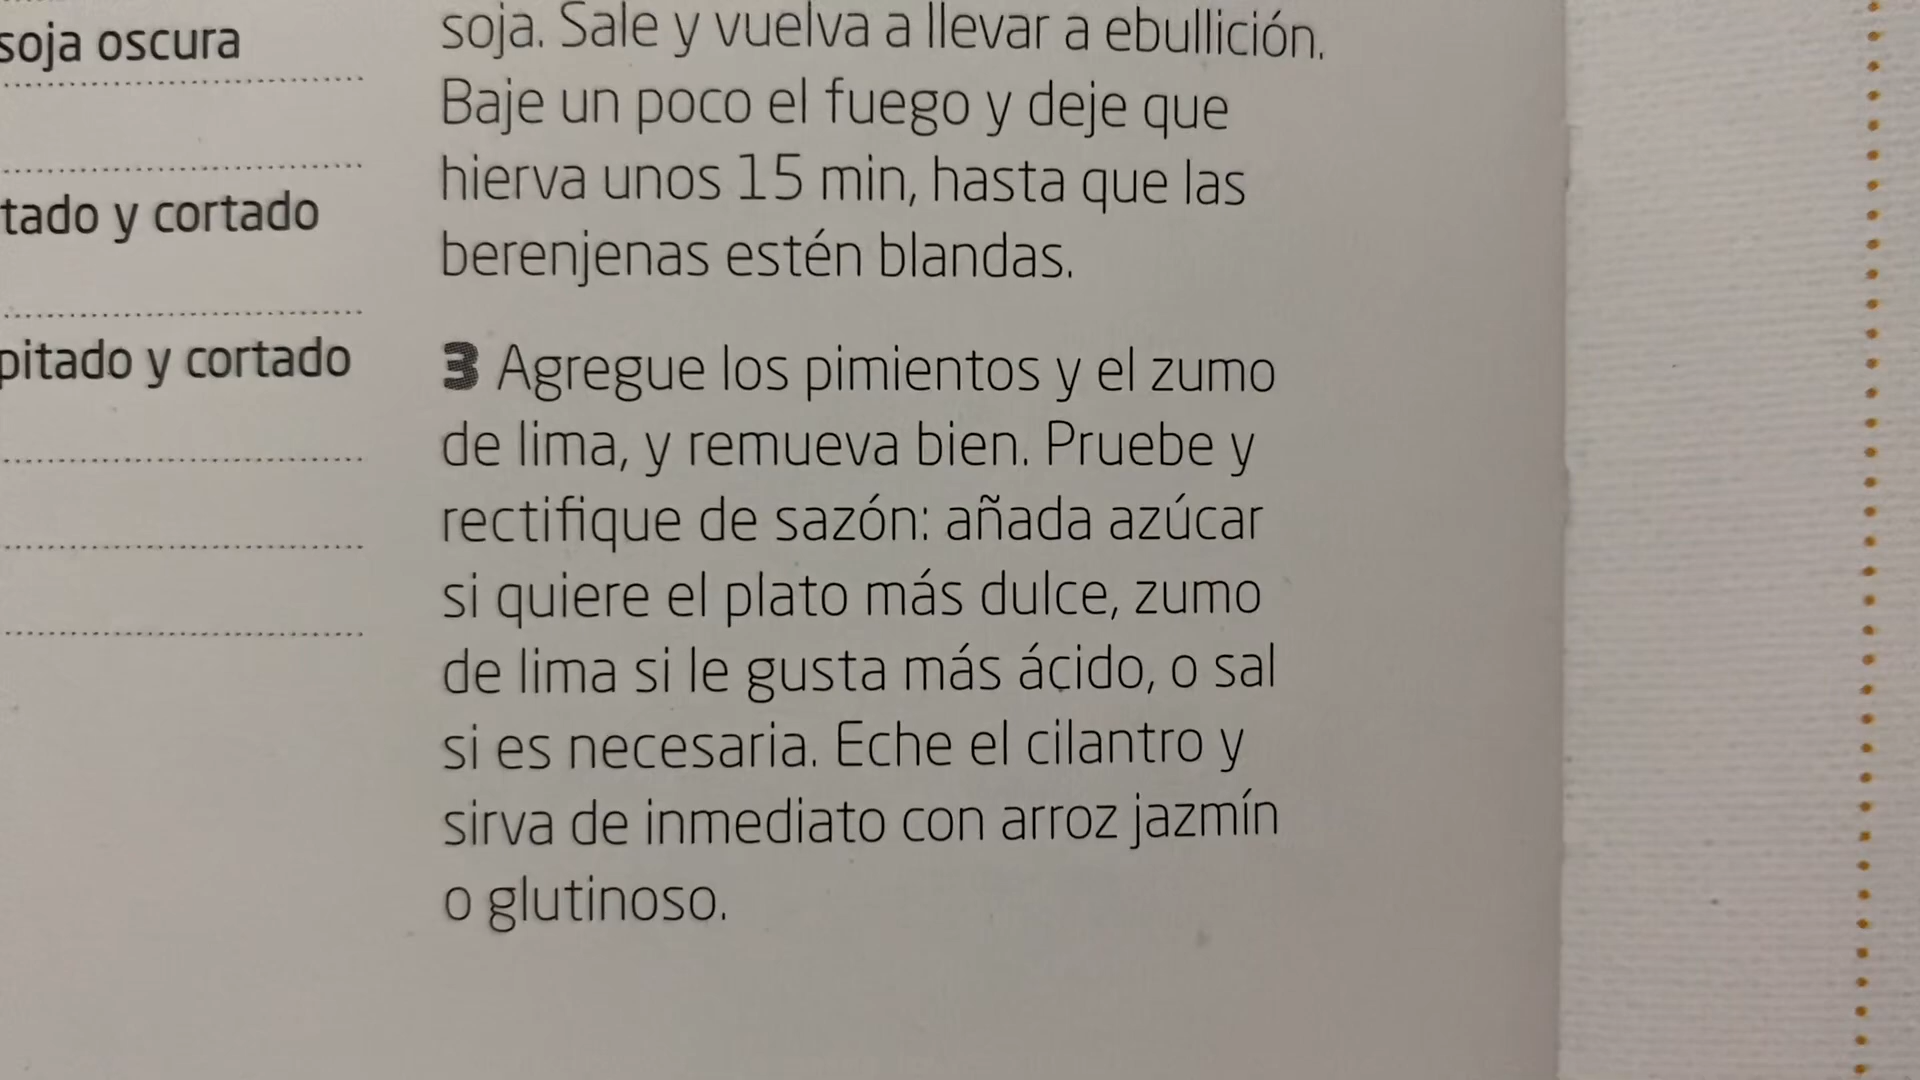 soja oscura
tado y cortado
pitado y cortado
soja. Sale y vuelva a llevar a ebullición.
Baje un poco el fuego y deje que
hierva unos 15 min, hasta que las
berenjenas estén blandas.
3 Agregue los pimientos y el zumo
de lima, y remueva bien. Pruebe y
rectifique de sazón: añada azúcar
si quiere el plato más dulce, zumo
de lima si le gusta más ácido, o sal
si es necesaria. Eche el cilantro y
sirva de inmediato con arroz jazmín
o glutinoso.